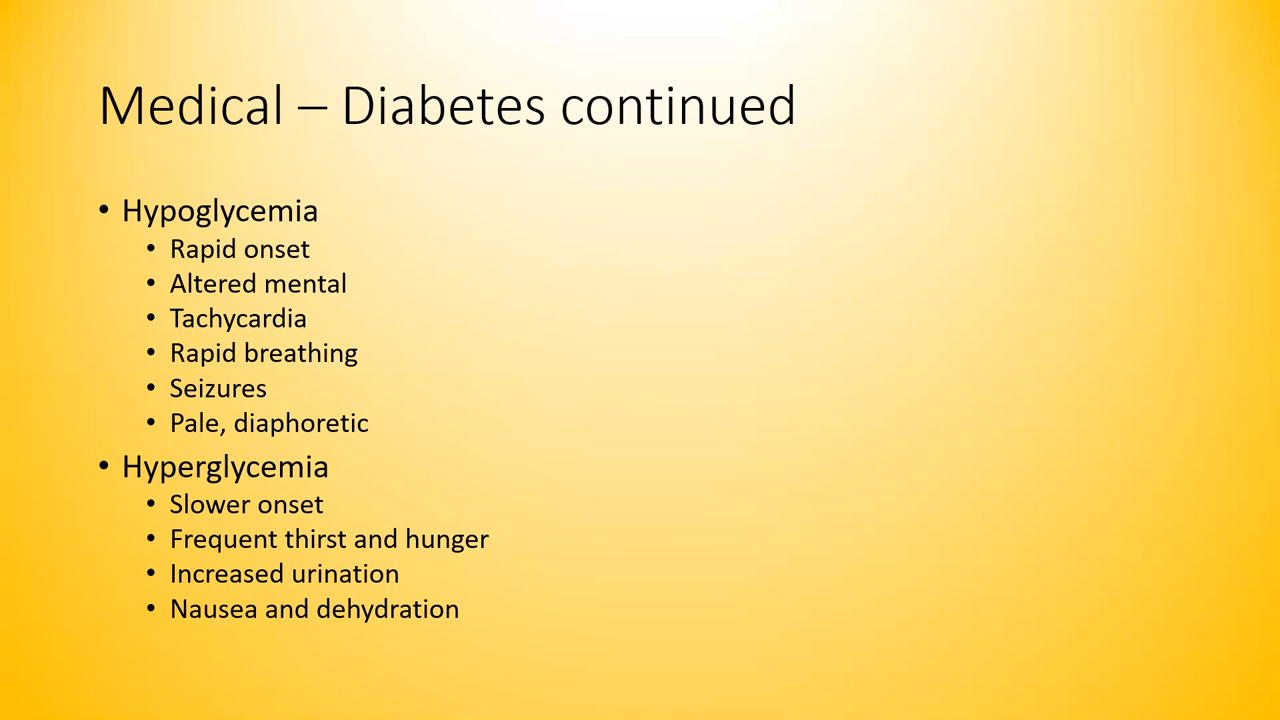 Medical – Diabetes continued
• Hypoglycemia
• Rapid onset
• Altered mental
• Tachycardia
• Rapid breathing
• Seizures
• Pale, diaphoretic
• Hyperglycemia
• Slower onset
• Frequent thirst and hunger
• Increased urination
• Nausea and dehydration